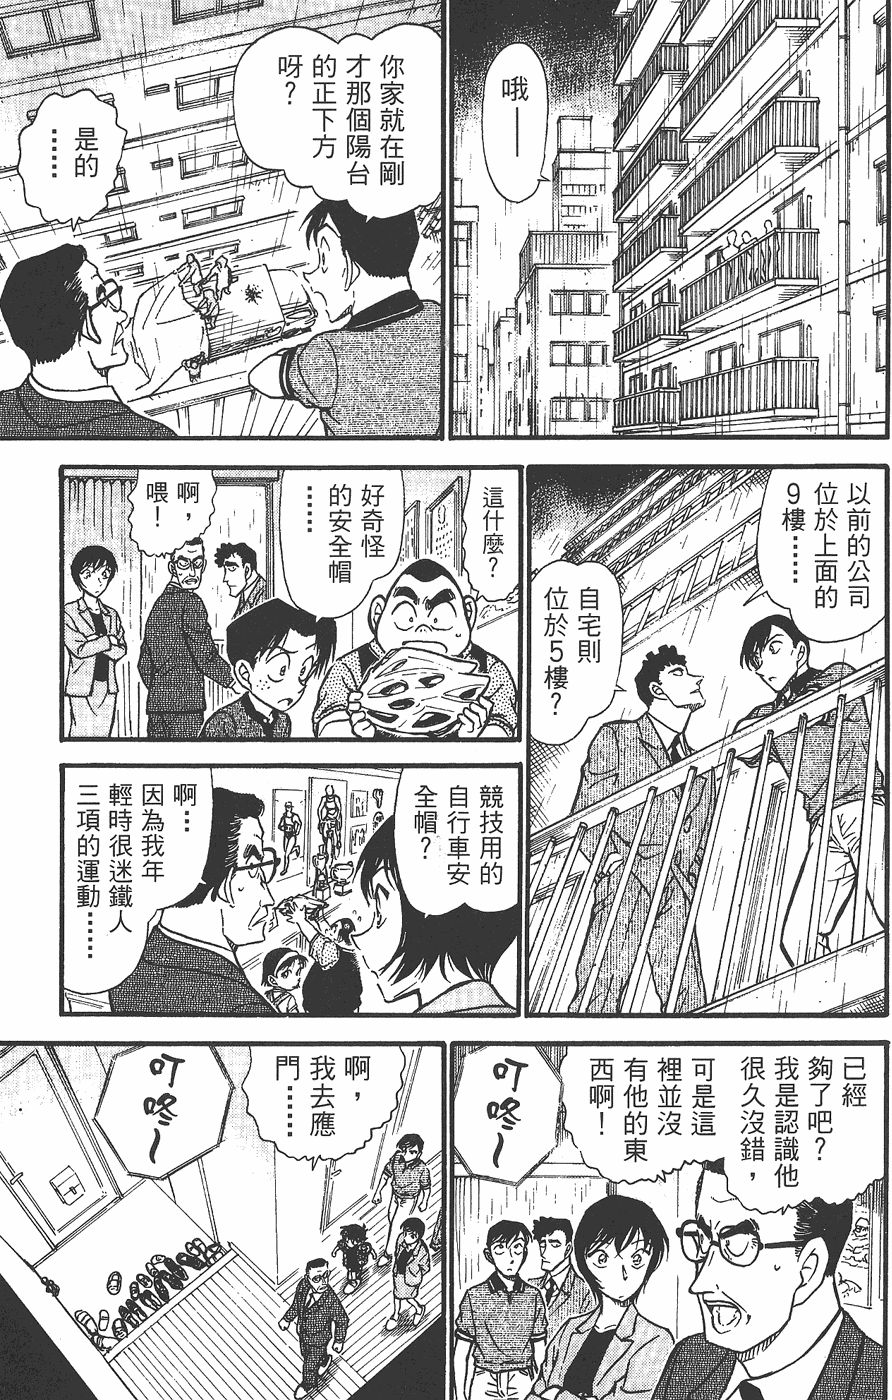 哦——
你家就在剛
才那個陽台
的正下方
呀？
是的
……
以前的公司
位於上面的
9樓……
自宅則
位於5樓？
這什麼？
好奇怪
的安全帽
……
啊，
喂！
競技用的
自行車安
全帽？
啊…
因為我年
輕時很迷鐵人
三項的運動……
已經
夠了吧？
我是認識他
很久沒錯，
可是這
裡並沒
有他的東
西啊！
叮咚～
啊，
我去應
門……
叮咚～